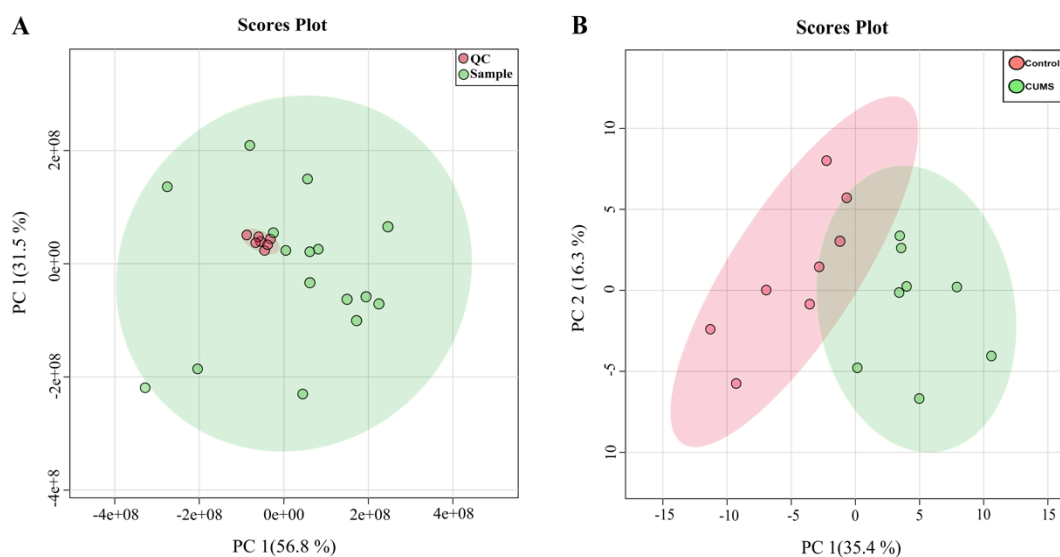 A
Scores Plot
QC
Sample
PC 1(31.5 %)
2e+08
0e+00
-2e+08
-4e+08
-4e+08
-2e+08
0e+00
2e+08
4e+08
PC 1(56.8 %)
B
Scores Plot
Control
CUMS
PC 2 (16.3 %)
10
5
0
-5
10
-15
-10
-5
0
5
10
15
PC 1(35.4 %)